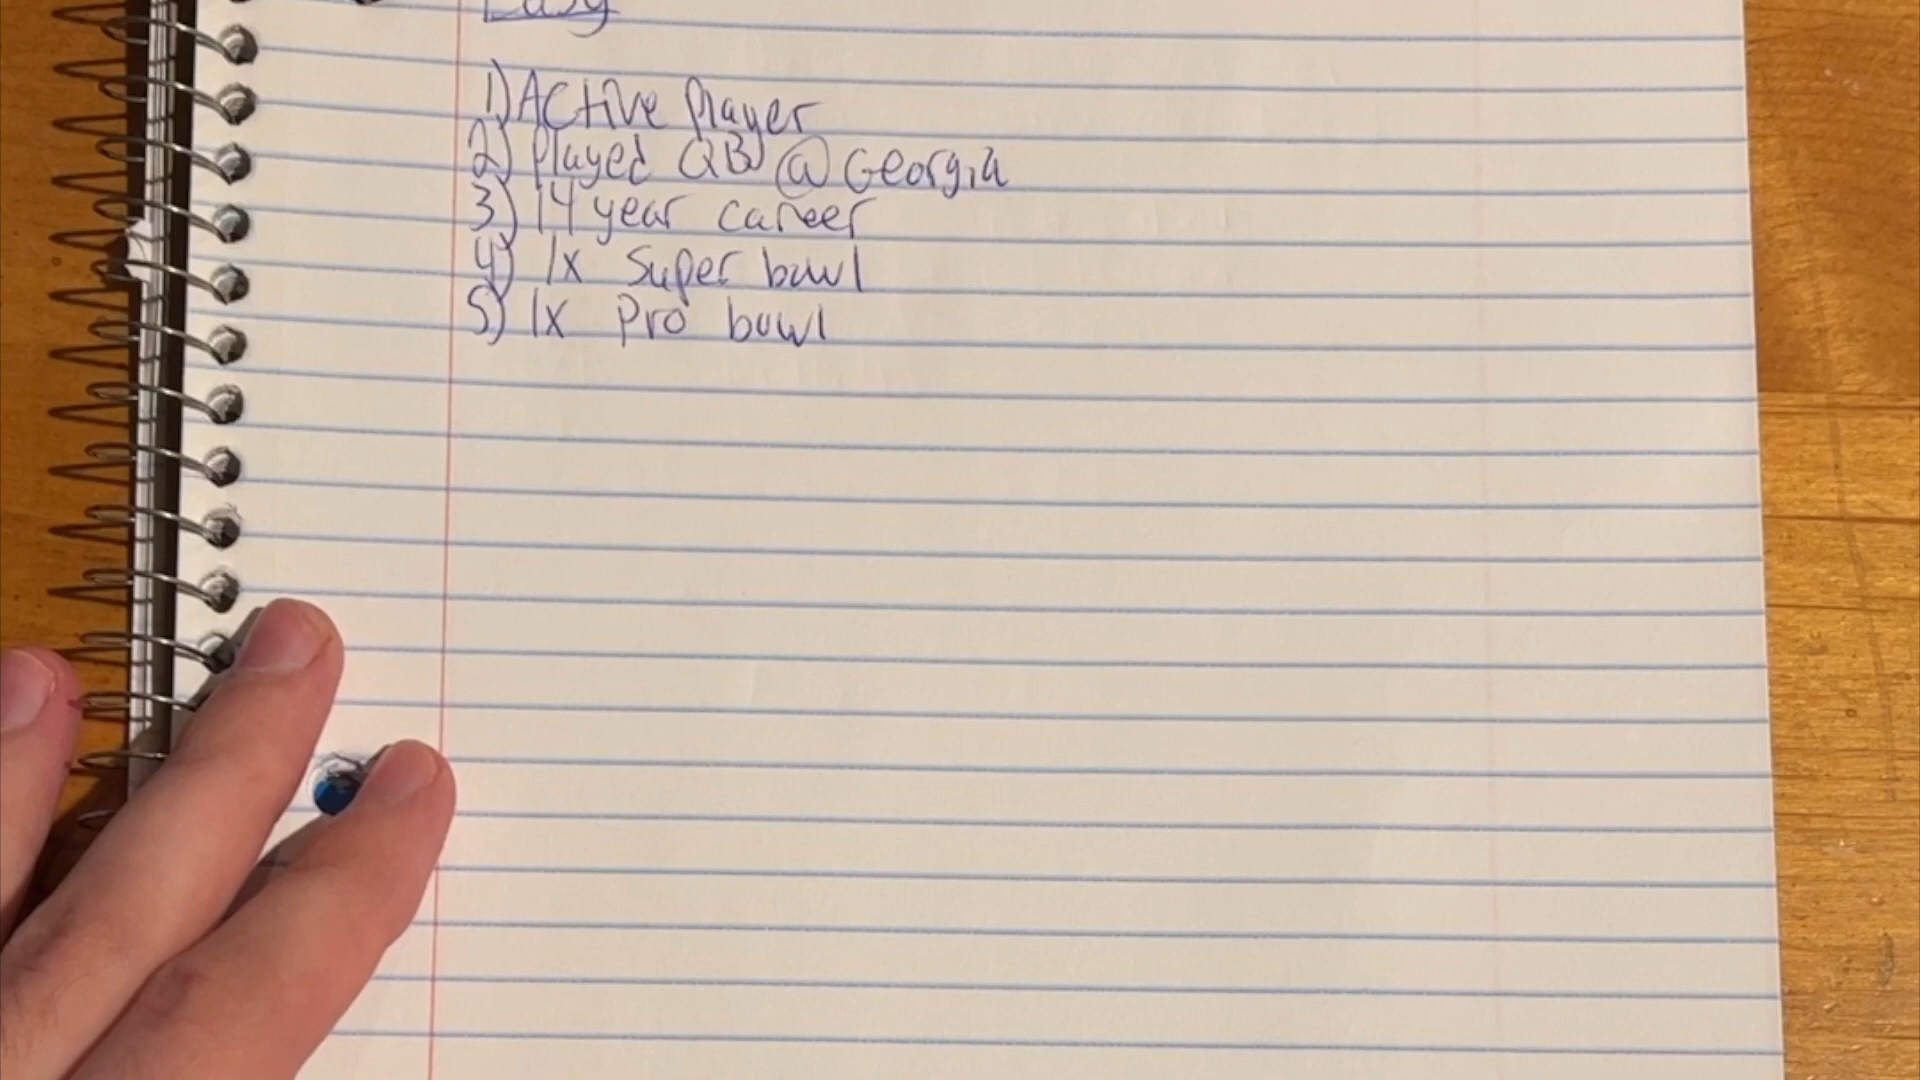 Easy
1) Active Player
2) Played QB @ Georgia
3) 14 year career
4) 1x Super bowl
5) 1x Pro bowl